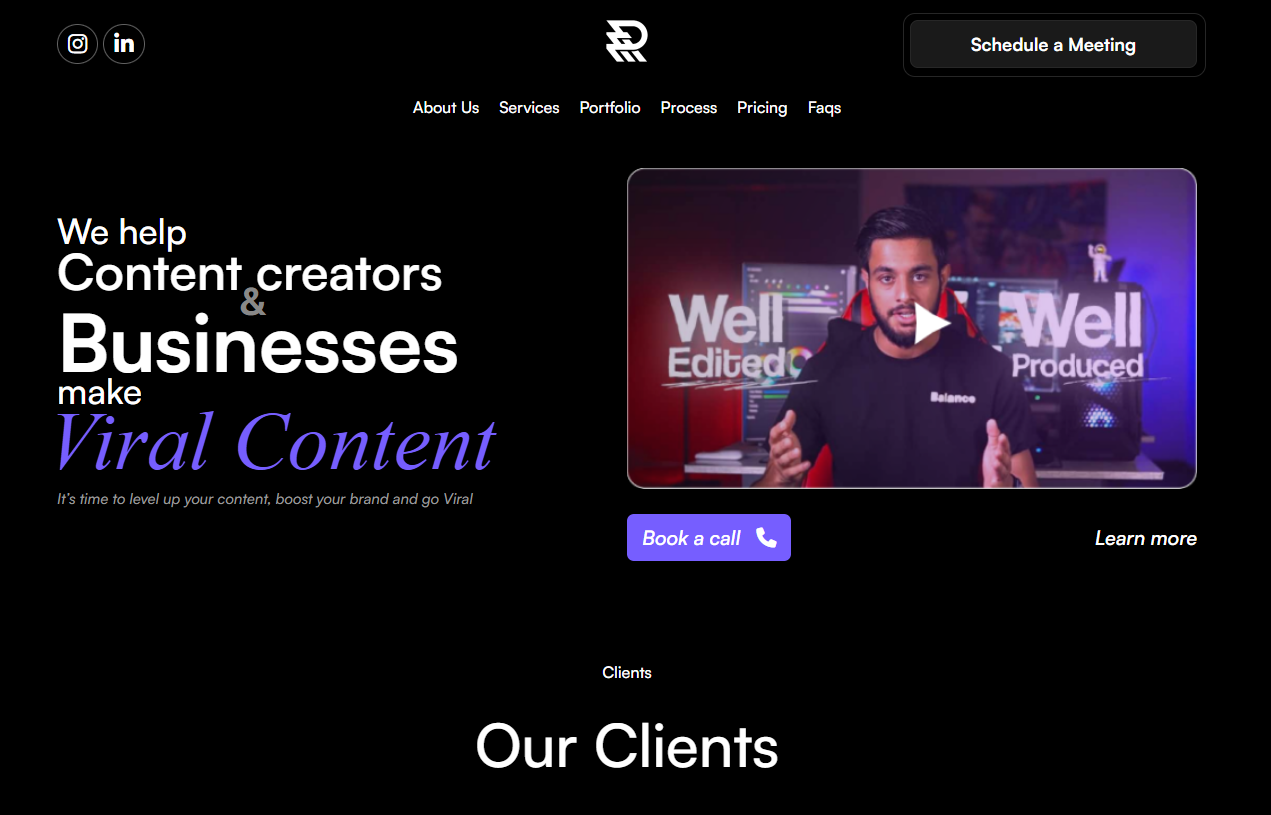 Schedule a Meeting
About Us Services Portfolio Process Pricing Faqs
We help
Content creators
&
Businesses
make
Viral Content
It's time to level up your content, boost your brand and go Viral
Well
Edited
Well
Produced
Balance
Book a call
Learn more
Clients
Our Clients